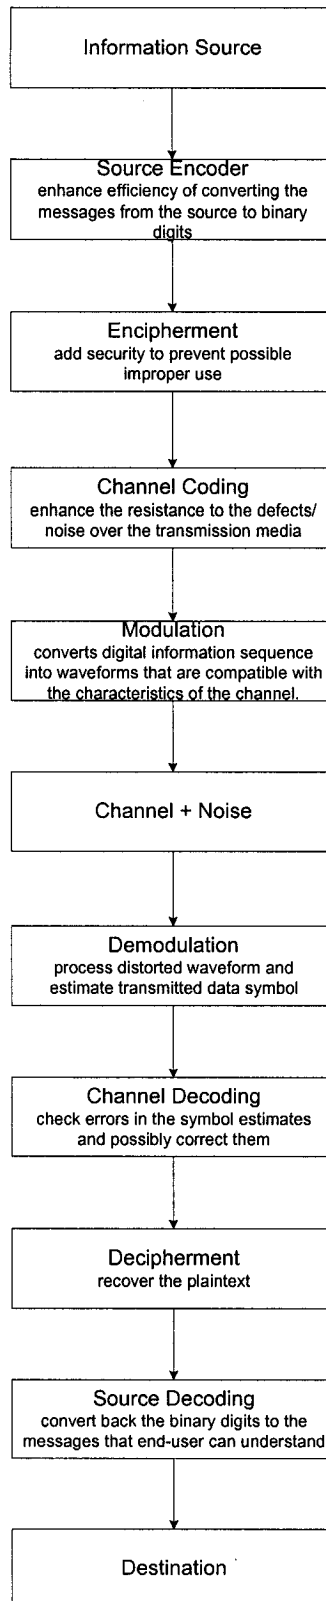 Information Source
Source Encoder
enhance efficiency of converting the
messages from the source to binary
digits
Encipherment
add security to prevent possible
improper use
Channel Coding
enhance the resistance to the defects/
noise over the transmission media
Modulation
converts digital information sequence
into waveforms that are compatible with
the characteristics of the channel.
Channel + Noise
Demodulation
process distorted waveform and
estimate transmitted data symbol
Channel Decoding
check errors in the symbol estimates
and possibly correct them
Decipherment
recover the plaintext
Source Decoding
convert back the binary digits to the
messages that end-user can understand
Destination